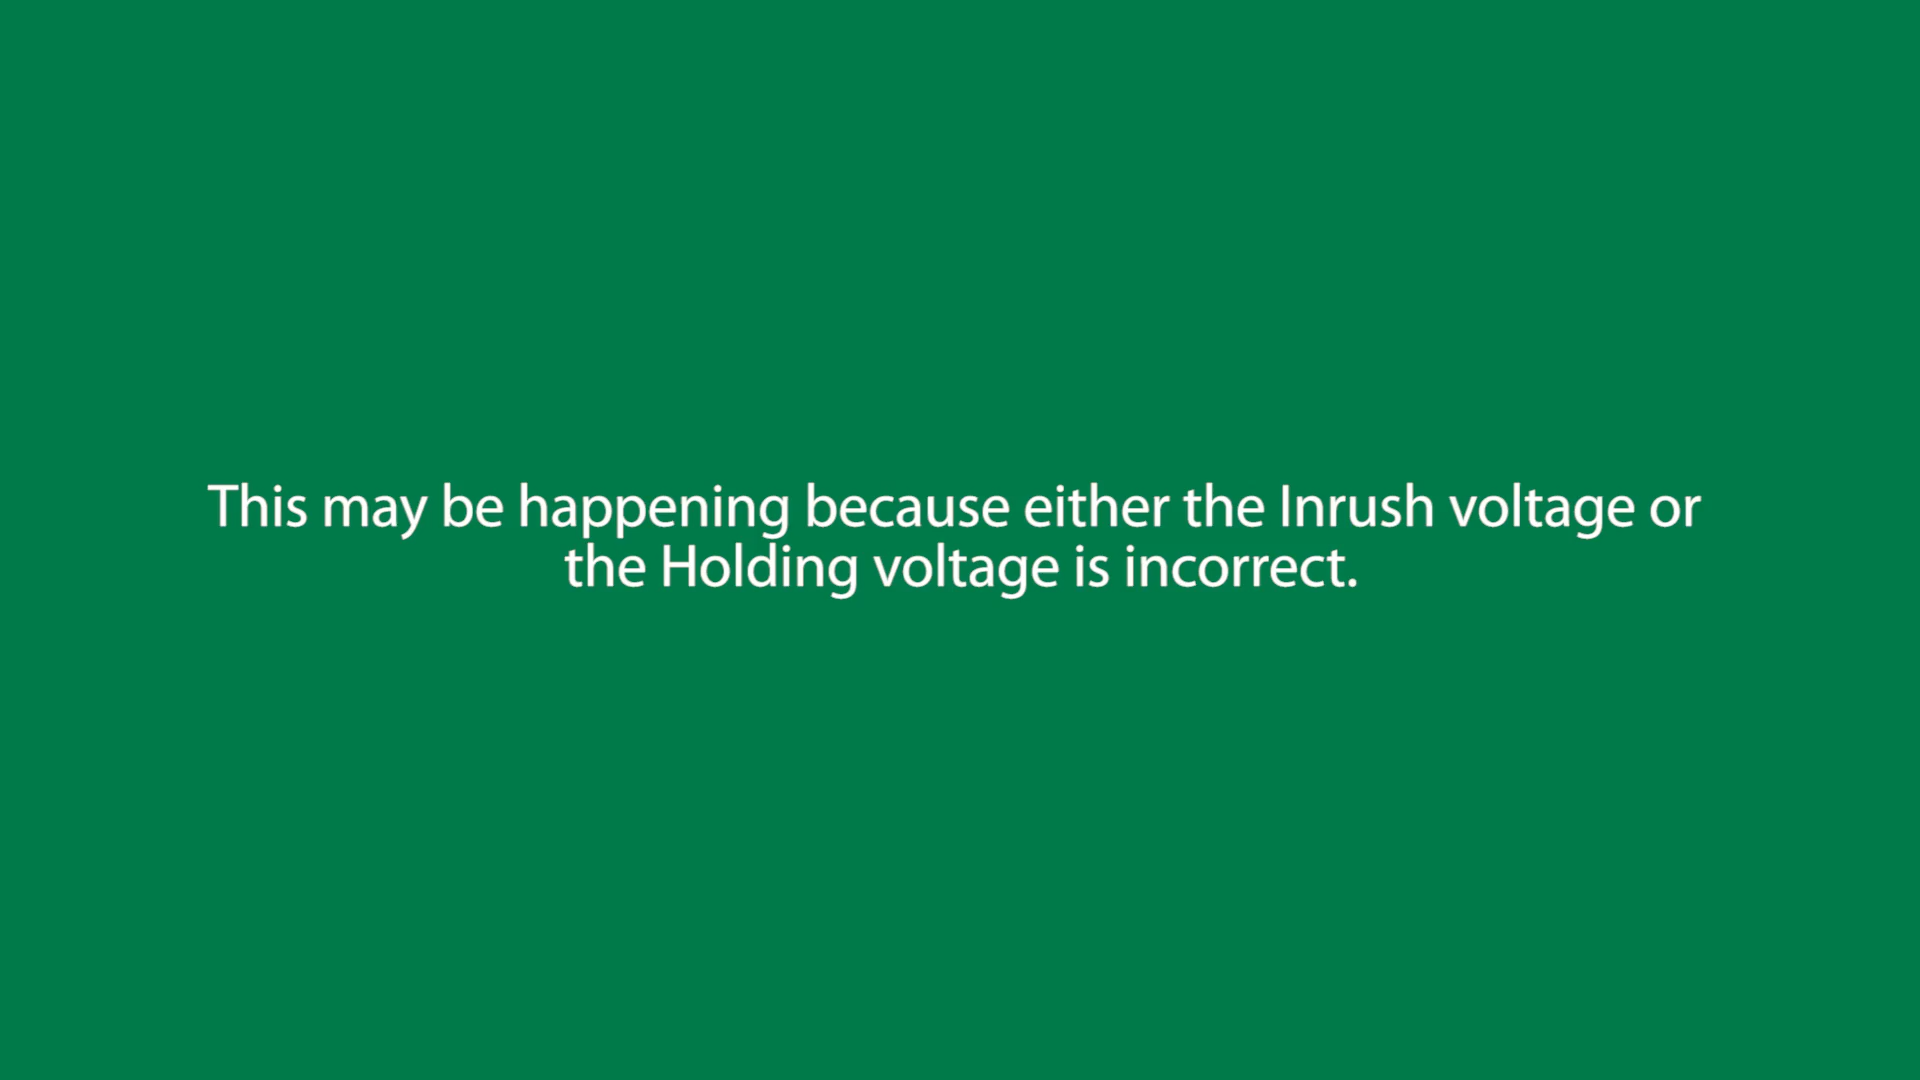 This may be happening because either the Inrush voltage or
the Holding voltage is incorrect.